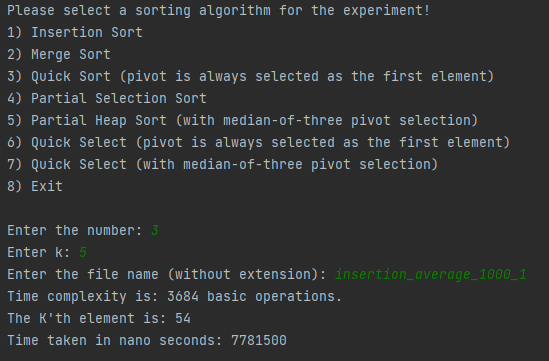 Please select a sorting algorithm for the experiment!
1) Insertion Sort
2) Merge Sort
3) Quick Sort (pivot is always selected as the first element)
4) Partial Selection Sort
5) Partial Heap Sort (with median-of-three pivot selection)
6) Quick Select (pivot is always selected as the first element)
7) Quick Select (with median-of-three pivot selection)
8) Exit
Enter the number: 3
Enter k: 5
Enter the file name (without extension): insertion_average_1000_1
Time complexity is: 3684 basic operations.
The K'th element is: 54
Time taken in nano seconds: 7781500